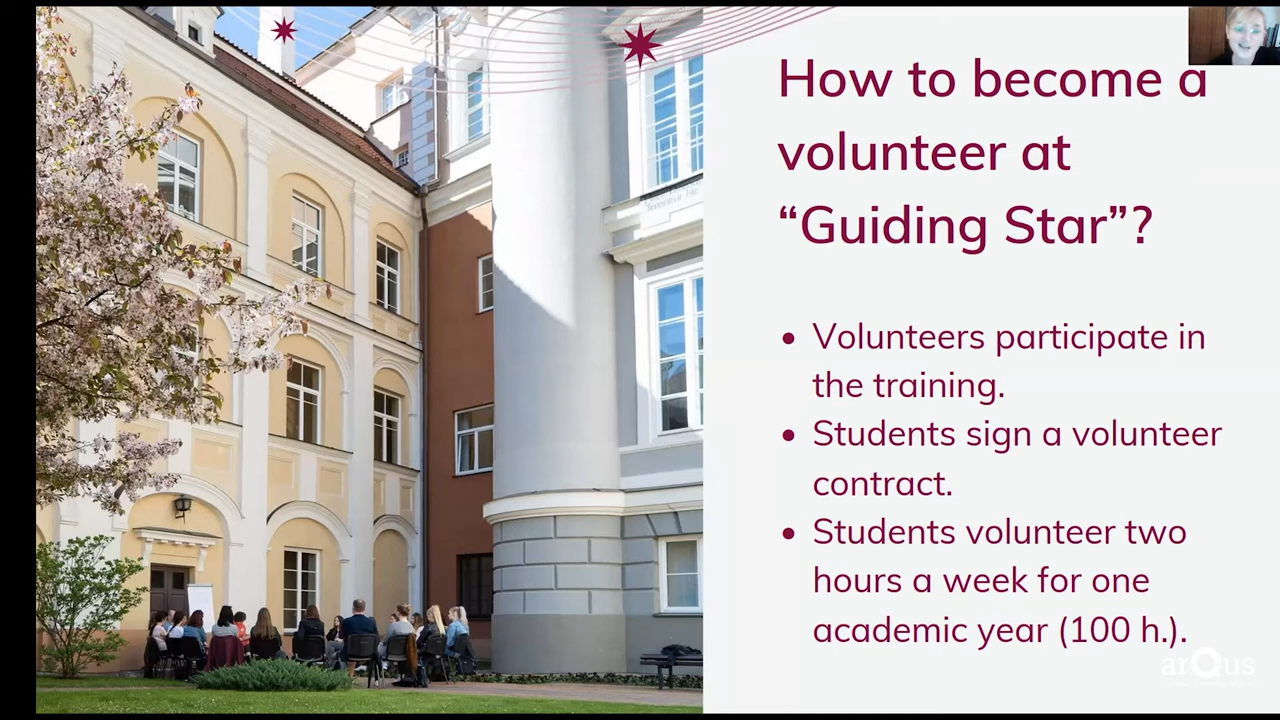 How to become a
volunteer at
“Guiding Star”?
• Volunteers participate in
the training.
• Students sign a volunteer
contract.
• Students volunteer two
hours a week for one
academic year (100 h.).
arQus